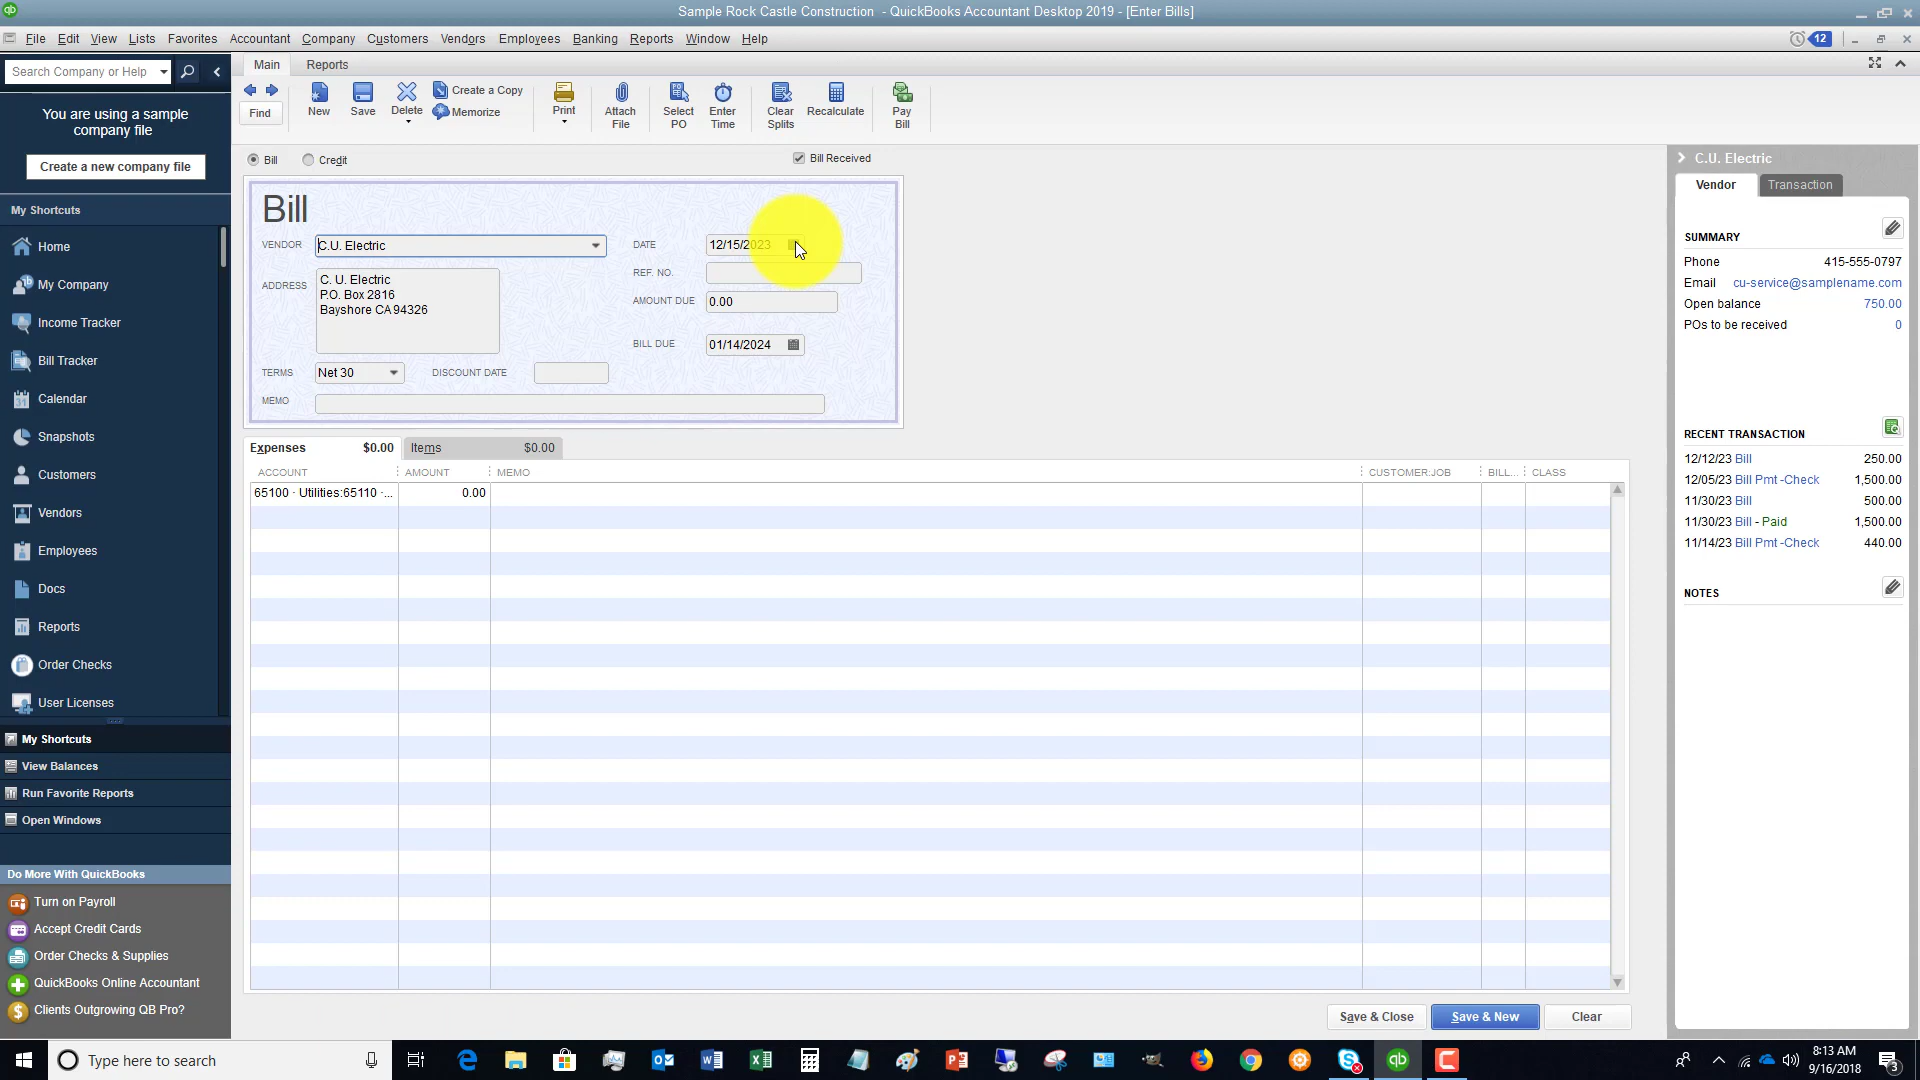 Sample Rock Castle Construction - QuickBooks Accountant Desktop 2019 - [Enter Bills]
File Edit View Lists Favorites Accountant Company Customers Vendors Employees Banking Reports Window Help
12
Search Company or Help
You are using a sample
company file
Create a new company file
My Shortcuts
Home
My Company
Income Tracker
Bill Tracker
Calendar
Snapshots
Customers
Vendors
Employees
Docs
Reports
Order Checks
User Licenses
My Shortcuts
View Balances
Run Favorite Reports
Open Windows
Do More With QuickBooks
Turn on Payroll
Accept Credit Cards
Order Checks & Supplies
QuickBooks Online Accountant
Clients Outgrowing QB Pro?
Main Reports
Find
New
Save
Delete
Create a Copy
Memorize
Print
Attach
File
Select
PO
Enter
Time
Clear
Splits
Recalculate
Pay
Bill
Bill Credit
Bill Received
Bill
VENDOR C.U. Electric
ADDRESS
C. U. Electric
P.O. Box 2816
Bayshore CA 94326
TERMS Net 30 DISCOUNT DATE
MEMO
DATE 12/15/2023
REF. NO.
AMOUNT DUE 0.00
BILL DUE 01/14/2024
Expenses $0.00 Items $0.00
ACCOUNT AMOUNT MEMO CUSTOMER:JOB BILL... CLASS
65100 · Utilities:65110 ·... 0.00
Save & Close Save & New Clear
C.U. Electric
Vendor Transaction
SUMMARY
Phone 415-555-0797
Email cu-service@samplename.com
Open balance 750.00
POs to be received 0
RECENT TRANSACTION
12/12/23 Bill 250.00
12/05/23 Bill Pmt -Check 1,500.00
11/30/23 Bill 500.00
11/30/23 Bill - Paid 1,500.00
11/14/23 Bill Pmt -Check 440.00
NOTES
Type here to search
8:13 AM
9/16/2018
3